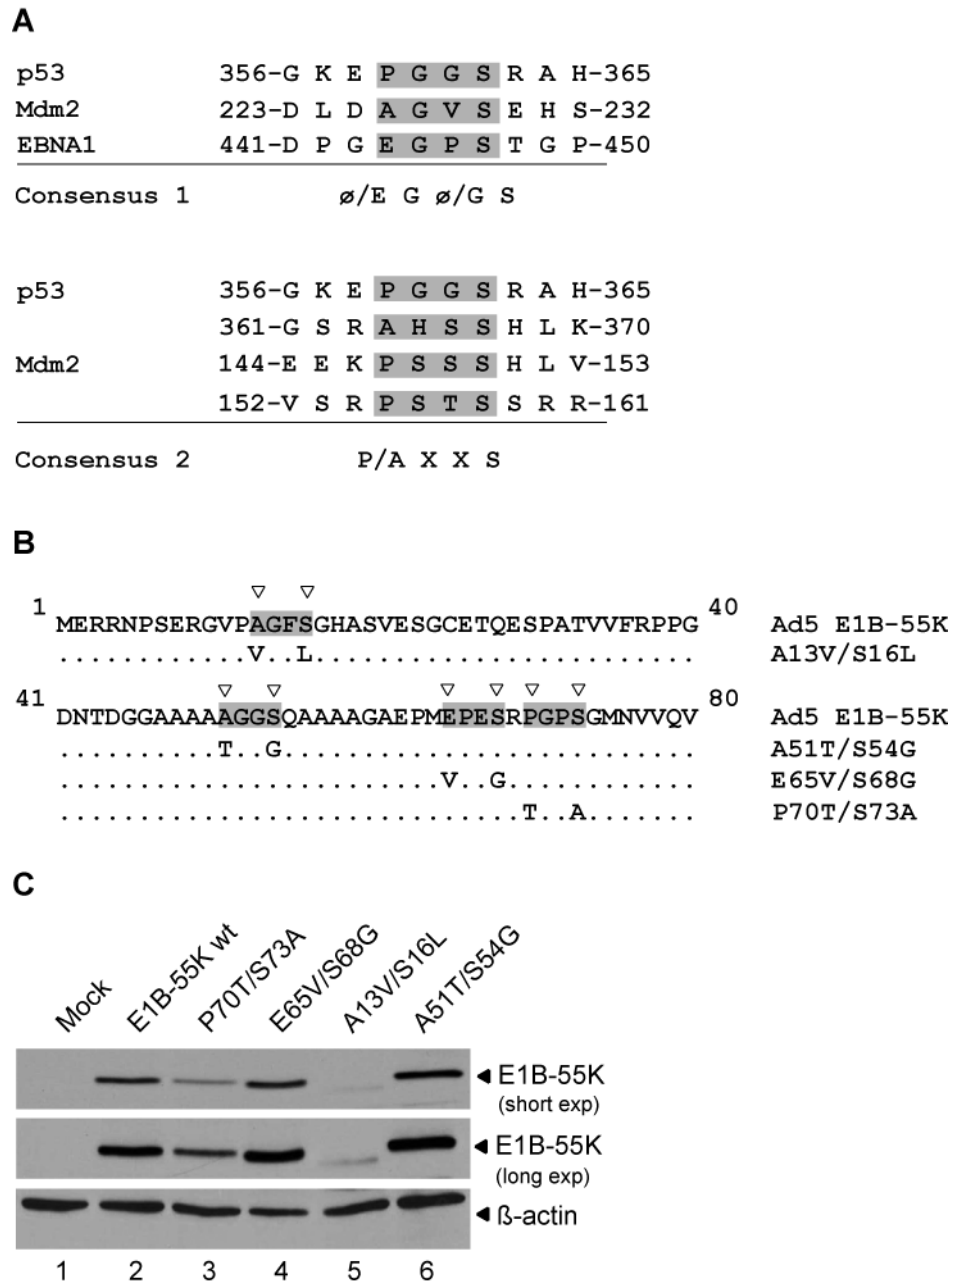 A
p53 356-G K E P G G S R A H-365
Mdm2 223-D L D A G V S E H S-232
EBNA1 441-D P G E G P S T G P-450
Consensus 1 ø/E G ø/G S
p53 356-G K E P G G S R A H-365
361-G S R A H S S H L K-370
Mdm2 144-E E K P S S S H L V-153
152-V S R P S T S S R R-161
Consensus 2 P/A X X S
B
1 MERRNPSERGVPAGFSGHASVESGCETQESPATVVFRPPG 40 Ad5 E1B-55K
............V..L........................ A13V/S16L
41 DNTDGGAAAAAGGSQAAAAGAEPMEPESRPGPSGMNVVQV 80 Ad5 E1B-55K
..........T..G.......................... A51T/S54G
........................V..G............ E65V/S68G
.............................T..A....... P70T/S73A
C
Mock E1B-55K wt P70T/S73A E65V/S68G A13V/S16L A51T/S54G
E1B-55K
(short exp)
E1B-55K
(long exp)
ß-actin
1 2 3 4 5 6